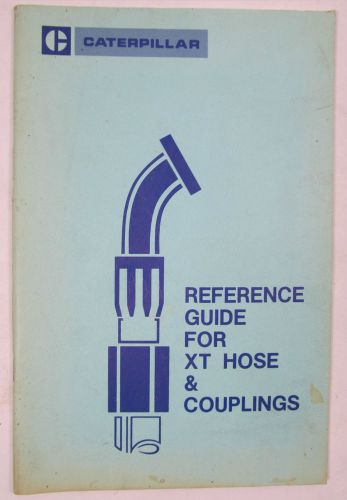 C CATERPILLAR
REFERENCE
GUIDE
FOR
XT HOSE
&
COUPLINGS